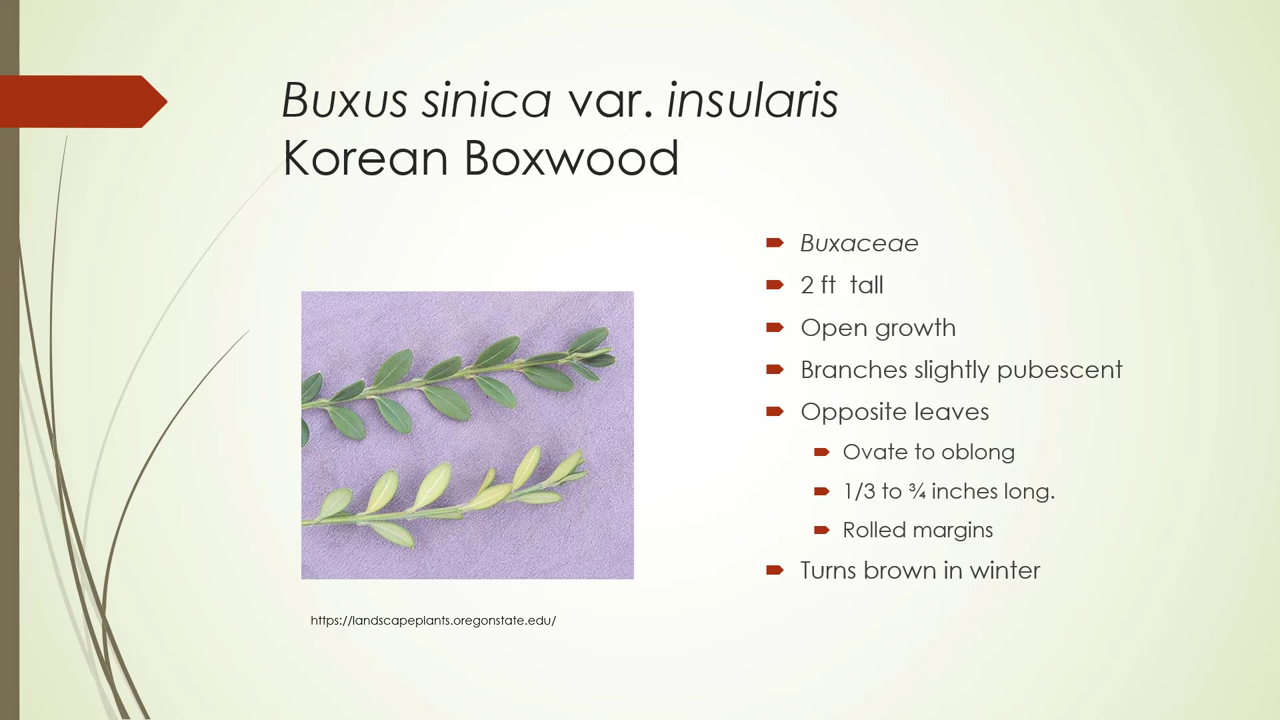 Buxus sinica var. insularis
Korean Boxwood
Buxaceae
2 ft  tall
Open growth
Branches slightly pubescent
Opposite leaves
Ovate to oblong
1/3 to ¾ inches long.
Rolled margins
Turns brown in winter
https://landscapeplants.oregonstate.edu/